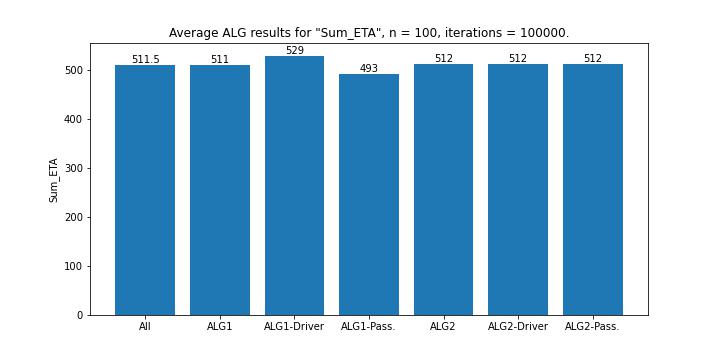 Average ALG results for "Sum_ETA", n = 100, iterations = 100000.
511.5 511 529 493 512 512 512
500
400
300
200
100
0
Sum_ETA
All ALG1 ALG1-Driver ALG1-Pass. ALG2 ALG2-Driver ALG2-Pass.